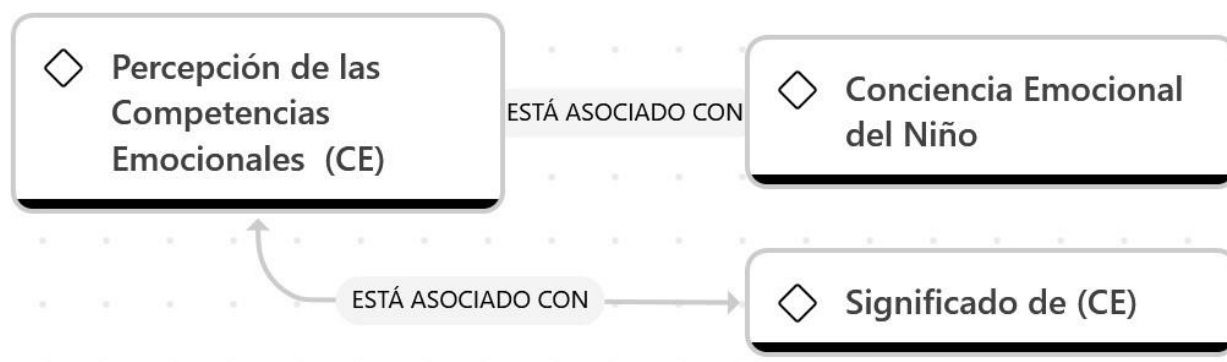 Percepción de las
Competencias
Emocionales (CE)
ESTÁ ASOCIADO CON
Conciencia Emocional
del Niño
ESTÁ ASOCIADO CON
Significado de (CE)